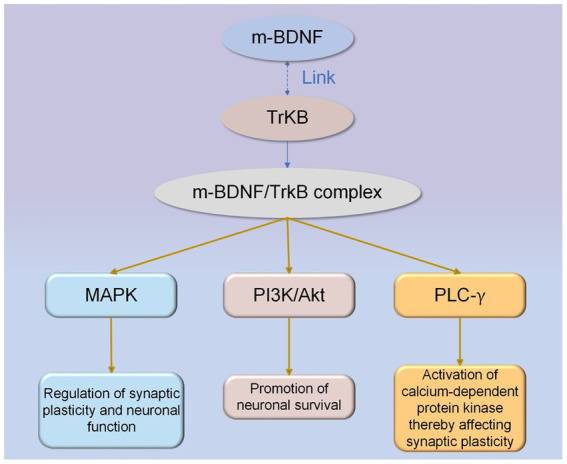 m-BDNF
Link
TrKB
m-BDNF/TrkB complex
MAPK
PI3K/Akt
PLC-γ
Regulation of synaptic
plasticity and neuronal
function
Promotion of
neuronal survival
Activation of
calcium-dependent
protein kinase
thereby affecting
synaptic plasticity